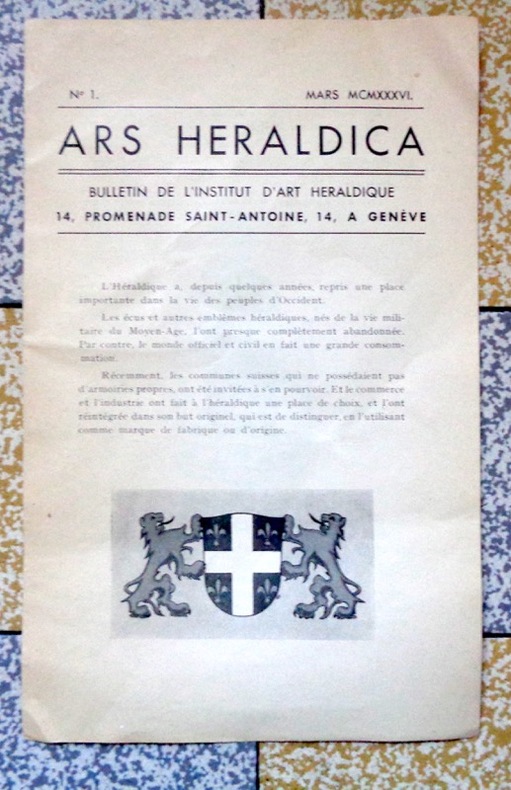 Nº 1. MARS MCMXXXVI.
ARS HERALDICA
BULLETIN DE L'INSTITUT D'ART HERALDIQUE
14, PROMENADE SAINT-ANTOINE, 14, A GENÈVE
L'Héraldique a, depuis quelques années, repris une place
importante dans la vie des peuples d'Occident.
Les écus et autres emblèmes héraldiques, nés de la vie mili-
taire du Moyen-Age, l'ont presque complètement abandonnée.
Par contre, le monde officiel et civil en fait une grande consom-
mation.
Récemment, les communes suisses qui ne possédaient pas
d'armoiries propres, ont été invitées à s'en pourvoir. Et le commerce
et l'industrie ont fait à l'héraldique une place de choix, et l'ont
réintégrée dans son but originel, qui est de distinguer, en l'utilisant
comme marque de fabrique ou d'origine.